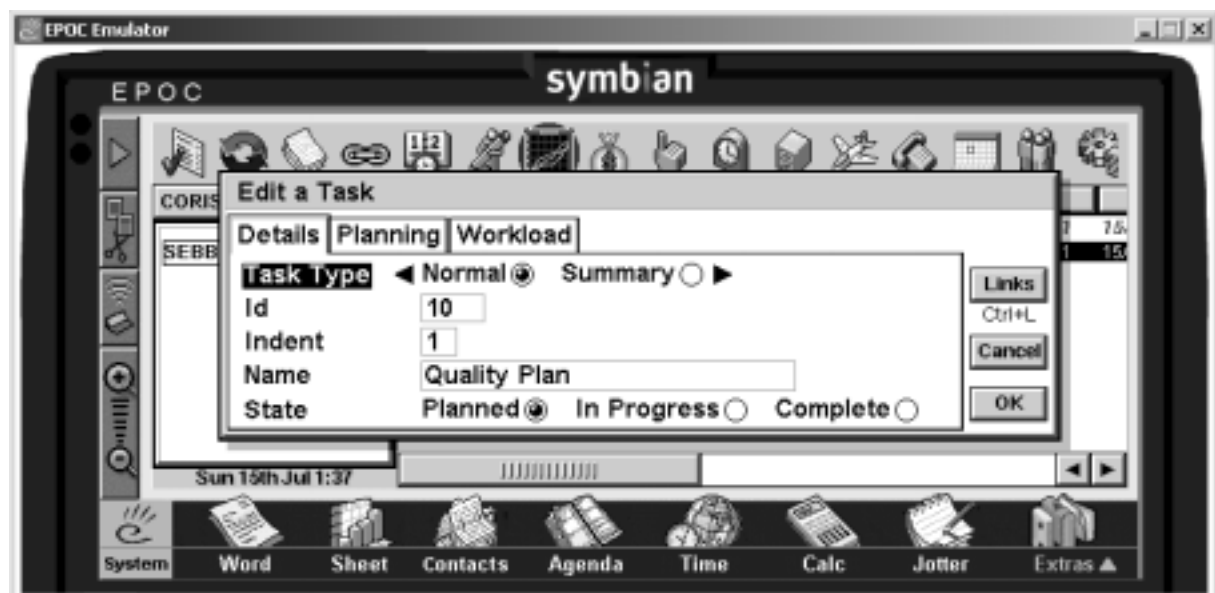 EPOC Emulator
symbian
EPOC
1 2
CORIS
Edit a Task
Details Planning Workload
SEBB
Task Type Normal Summary
Links
Id 10
Ctrl+L
Indent 1
Cancel
Name Quality Plan
State Planned In Progress Complete
OK
Sun 15th Jul 1:37
System Word Sheet Contacts Agenda Time Calc Jotter Extras